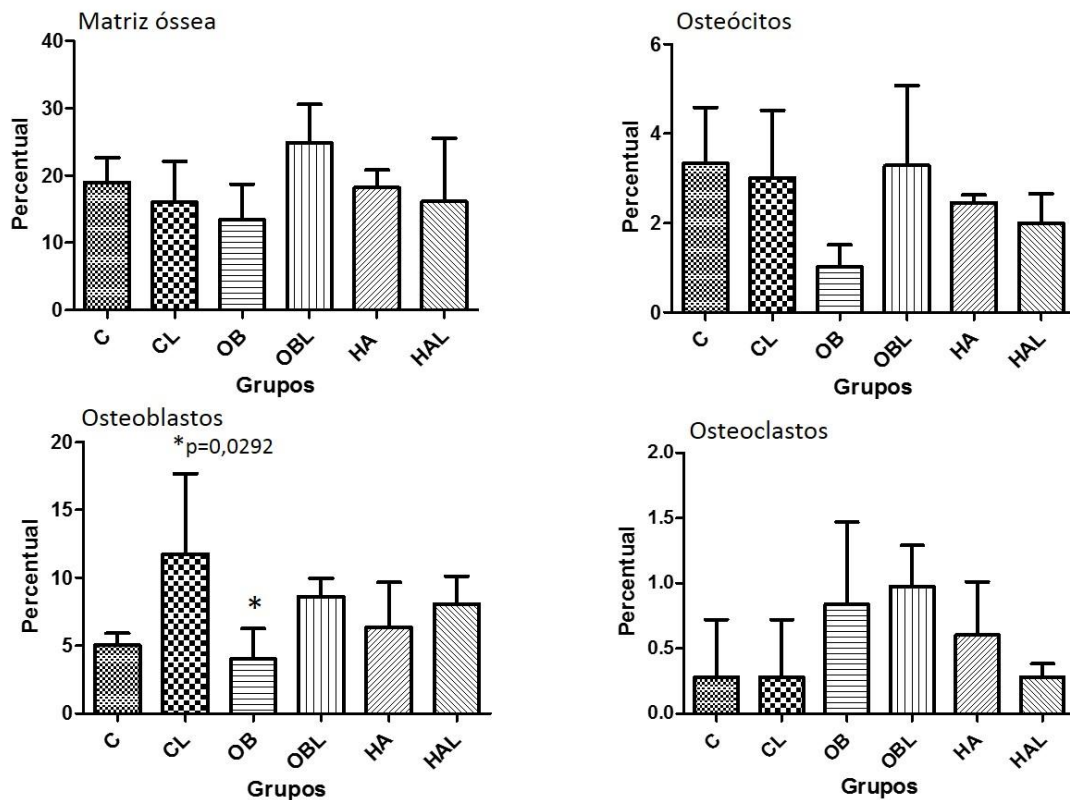 Matriz óssea
40
30
20
10
0
Percentual
C CL OB OBL HA HAL
Grupos
Osteócitos
6
4
2
0
Percentual
C CL OB OBL HA HAL
Grupos
Osteoblastos
*p=0,0292
20
15
10
5
0
*
Percentual
C CL OB OBL HA HAL
Grupos
Osteoclastos
2.0
1.5
1.0
0.5
0.0
Percentual
C CL OB OBL HA HAL
Grupos